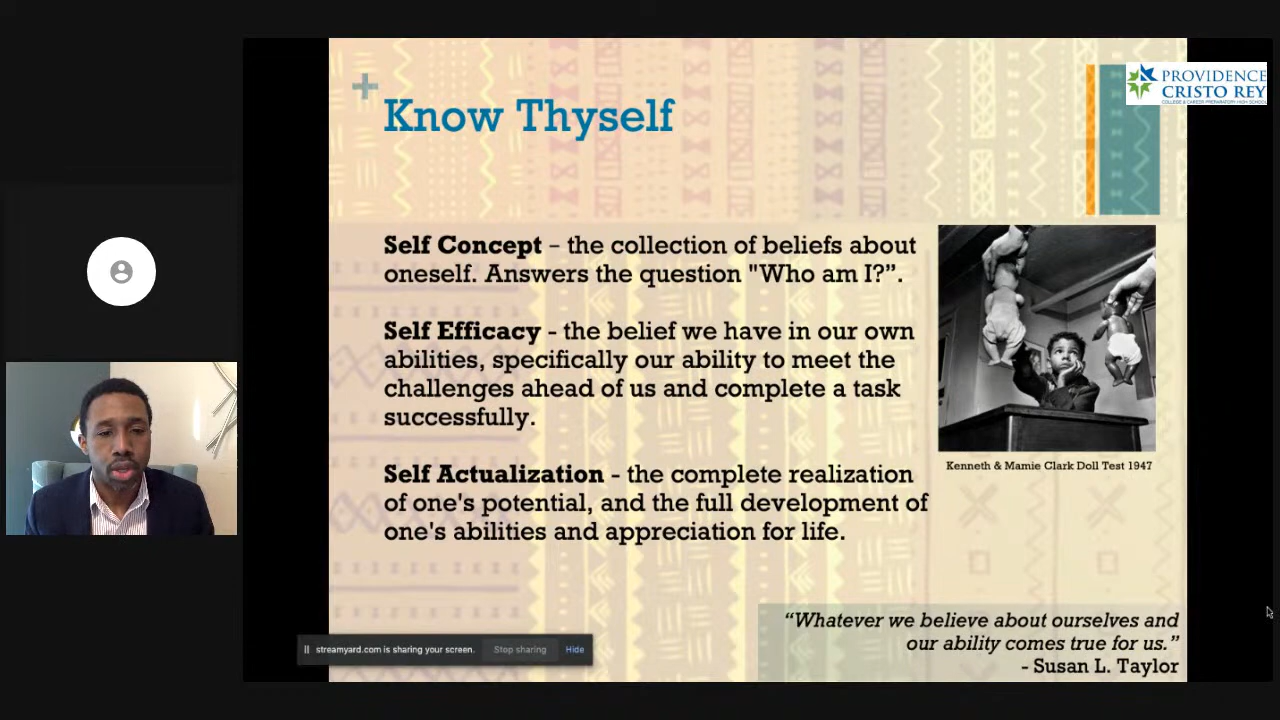 PROVIDENCE
CRISTO REY
COLLEGE & CAREER PREPARATORY HIGH SCHOOL
+
Know Thyself
Self Concept – the collection of beliefs about
oneself. Answers the question "Who am I?”.
Self Efficacy - the belief we have in our own
abilities, specifically our ability to meet the
challenges ahead of us and complete a task
successfully.
Self Actualization - the complete realization
of one's potential, and the full development of
one's abilities and appreciation for life.
Kenneth & Mamie Clark Doll Test 1947
“Whatever we believe about ourselves and
our ability comes true for us.”
- Susan L. Taylor
streamyard.com is sharing your screen. Stop sharing Hide